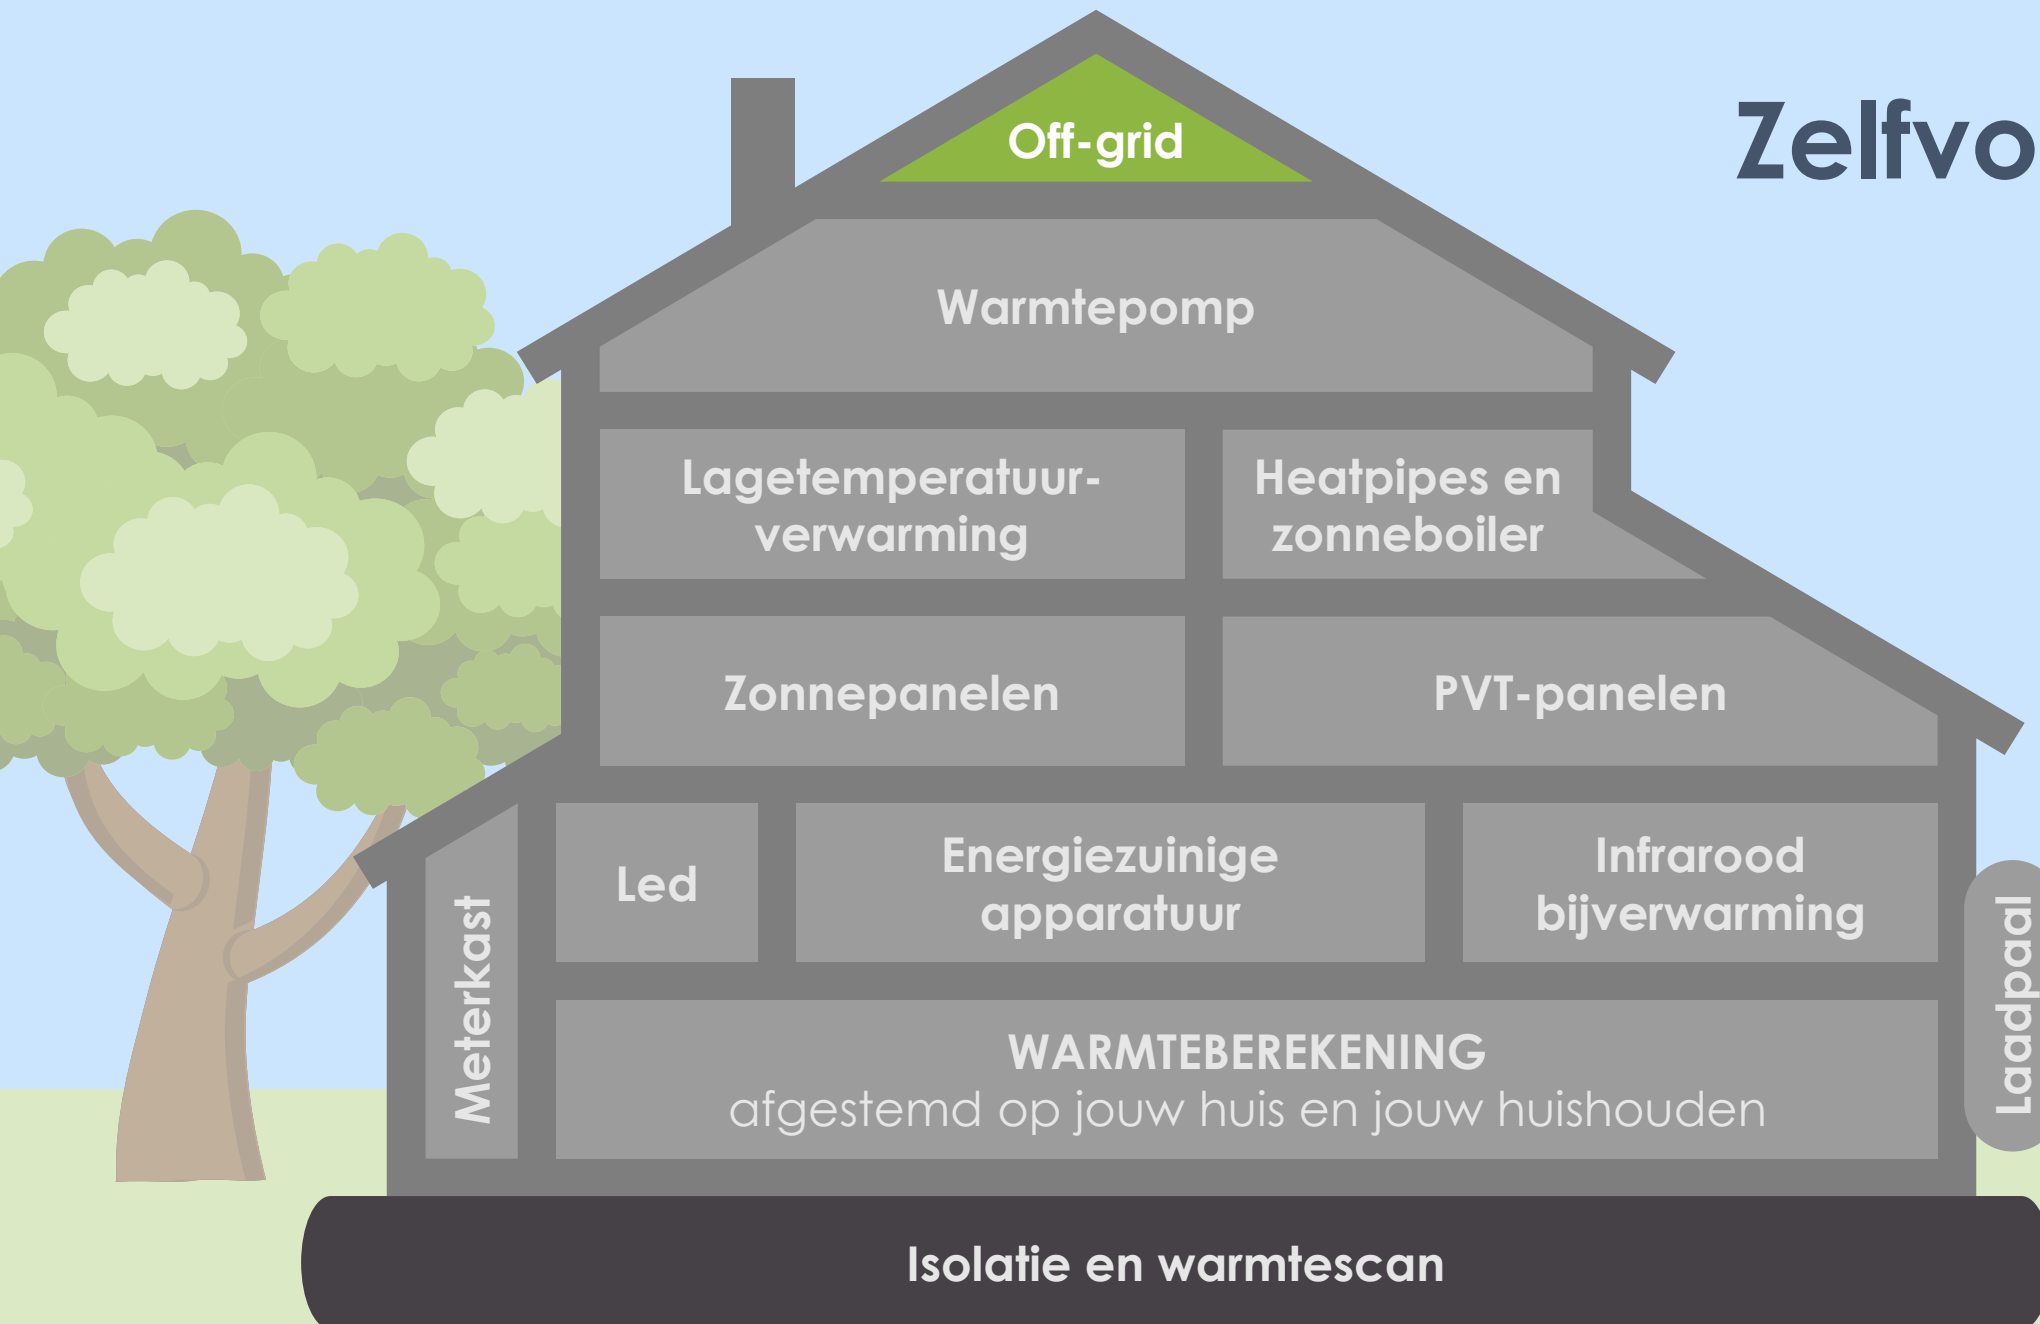 Off-grid
Zelfvo
Warmtepomp
Lagetemperatuur-
verwarming
Heatpipes en
zonneboiler
Zonnepanelen
PVT-panelen
Meterkast
Led
Energiezuinige
apparatuur
Infrarood
bijverwarming
Laadpaal
WARMTEBEREKENING
afgestemd op jouw huis en jouw huishouden
Isolatie en warmtescan